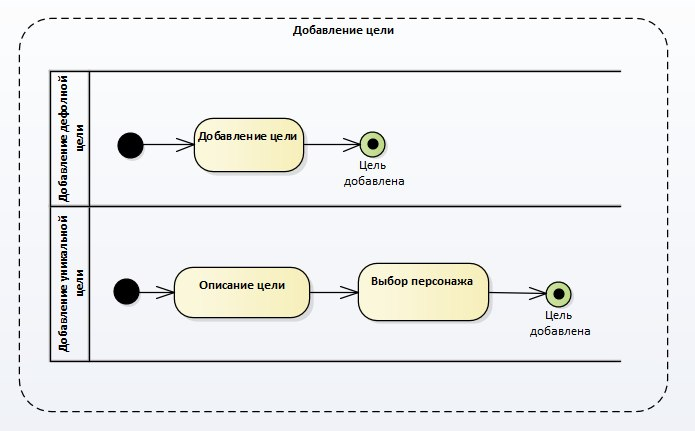 Добавление цели
Добавление дефолной
цели
Добавление цели
Цель
добавлена
Добавление уникальной
цели
Описание цели
Выбор персонажа
Цель
добавлена